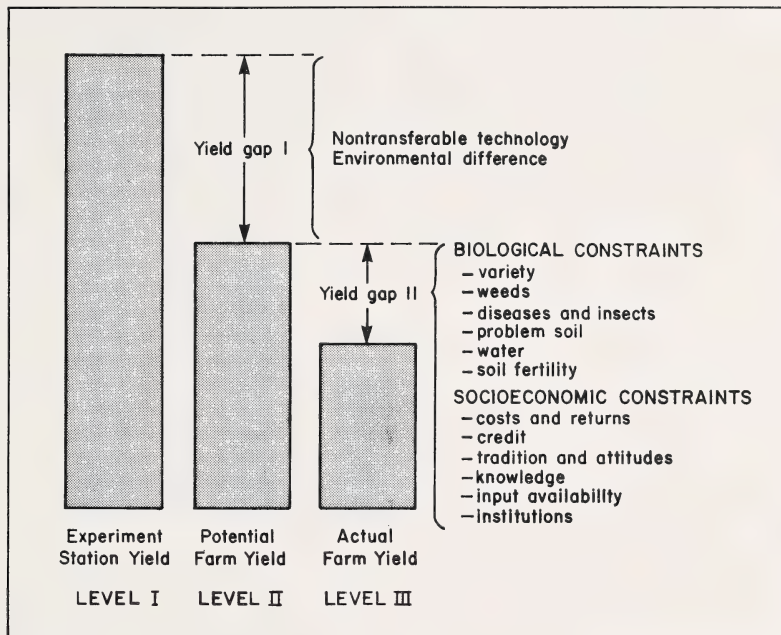 Yield gap I
Nontransferable technology
Environmental difference
Yield gap II
BIOLOGICAL CONSTRAINTS
– variety
– weeds
– diseases and insects
– problem soil
– water
– soil fertility
SOCIOECONOMIC CONSTRAINTS
– costs and returns
– credit
– tradition and attitudes
– knowledge
– input availability
– institutions
Experiment
Station Yield
LEVEL I
Potential
Farm Yield
LEVEL II
Actual
Farm Yield
LEVEL III